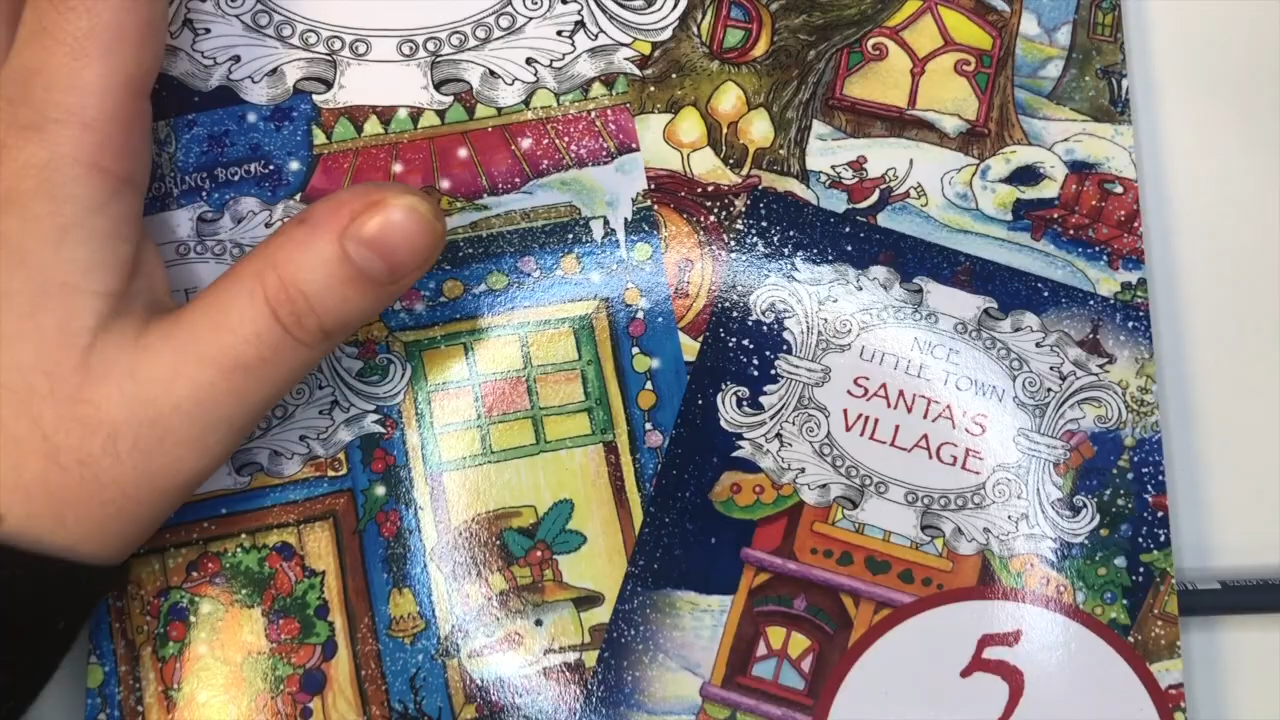 ORING BOOK
NICE
LITTLE TOWN
SANTA'S
VILLAGE
5